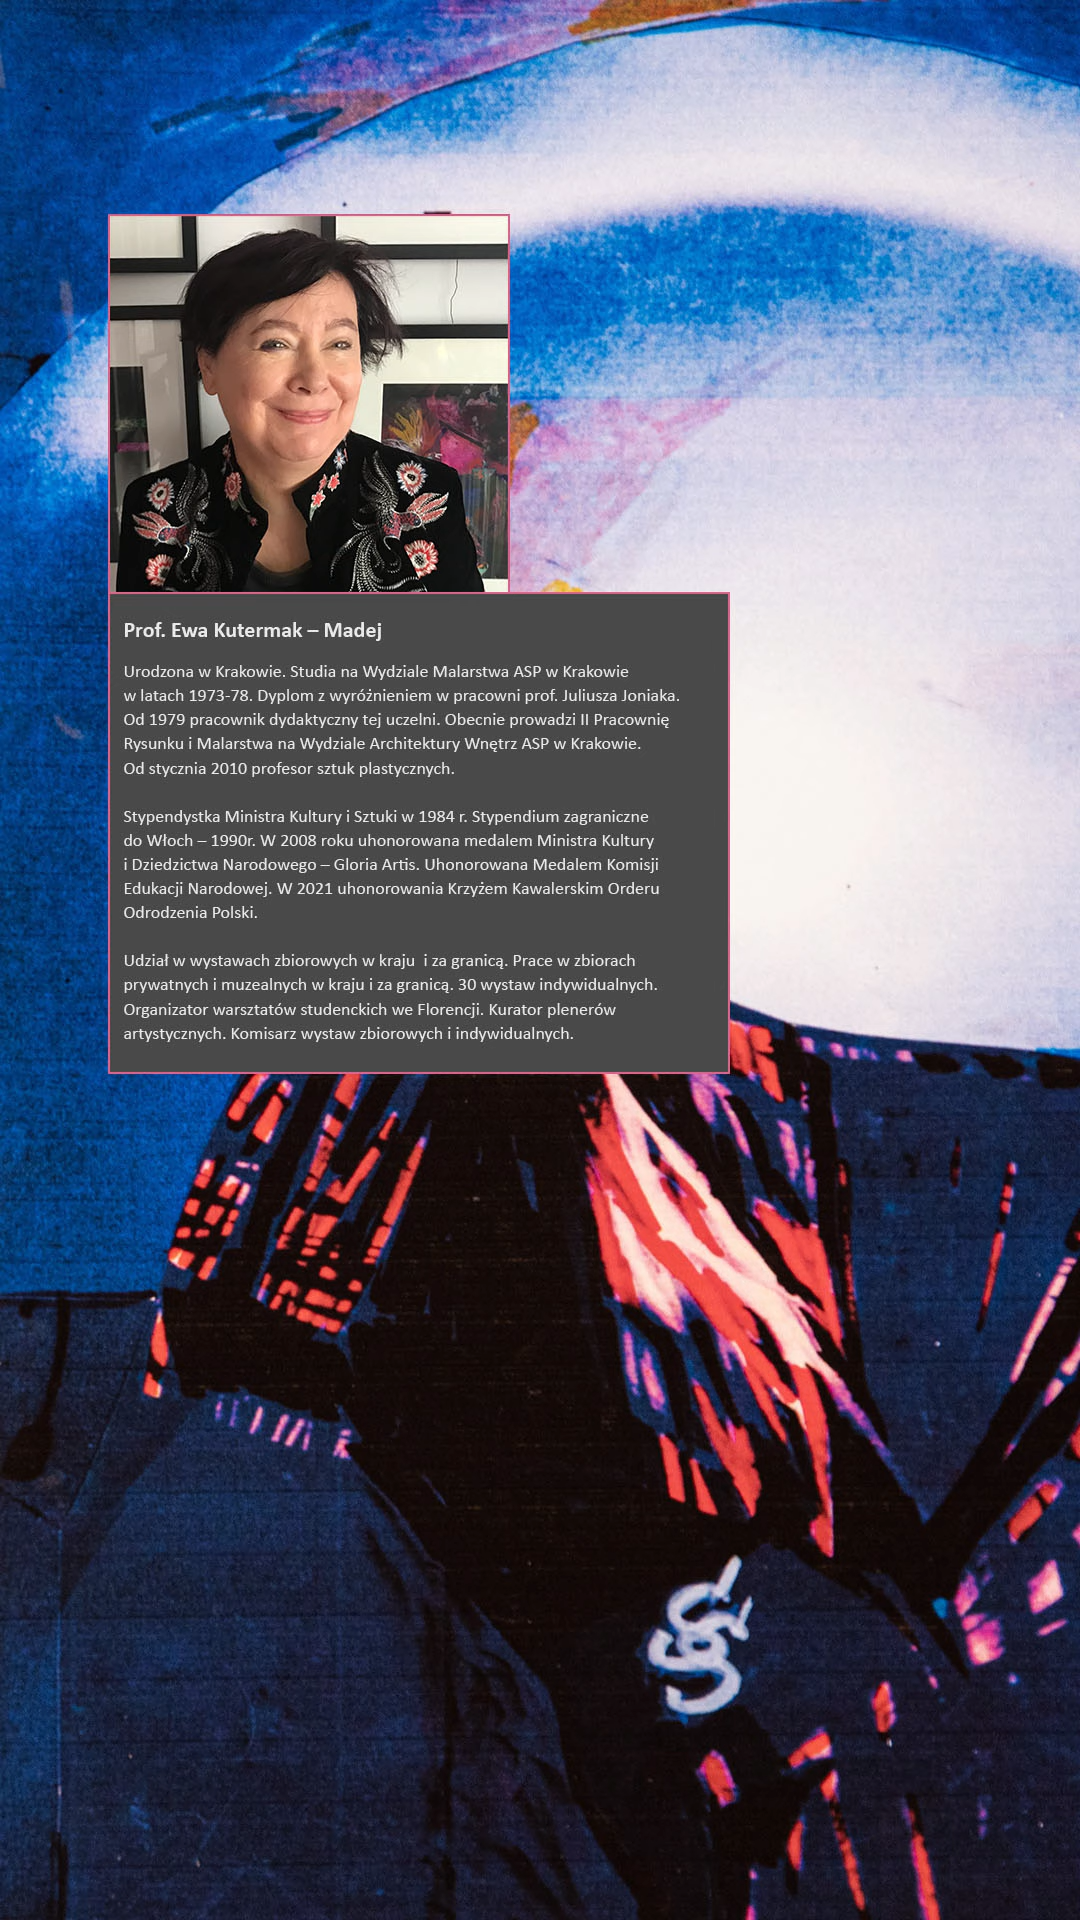 Prof. Ewa Kutermak – Madej
Urodzona w Krakowie. Studia na Wydziale Malarstwa ASP w Krakowie
w latach 1973-78. Dyplom z wyróżnieniem w pracowni prof. Juliusza Joniaka.
Od 1979 pracownik dydaktyczny tej uczelni. Obecnie prowadzi II Pracownię
Rysunku i Malarstwa na Wydziale Architektury Wnętrz ASP w Krakowie.
Od stycznia 2010 profesor sztuk plastycznych.
Stypendystka Ministra Kultury i Sztuki w 1984 r. Stypendium zagraniczne
do Włoch – 1990r. W 2008 roku uhonorowana medalem Ministra Kultury
i Dziedzictwa Narodowego – Gloria Artis. Uhonorowana Medalem Komisji
Edukacji Narodowej. W 2021 uhonorowania Krzyżem Kawalerskim Orderu
Odrodzenia Polski.
Udział w wystawach zbiorowych w kraju  i za granicą. Prace w zbiorach
prywatnych i muzealnych w kraju i za granicą. 30 wystaw indywidualnych.
Organizator warsztatów studenckich we Florencji. Kurator plenerów
artystycznych. Komisarz wystaw zbiorowych i indywidualnych.